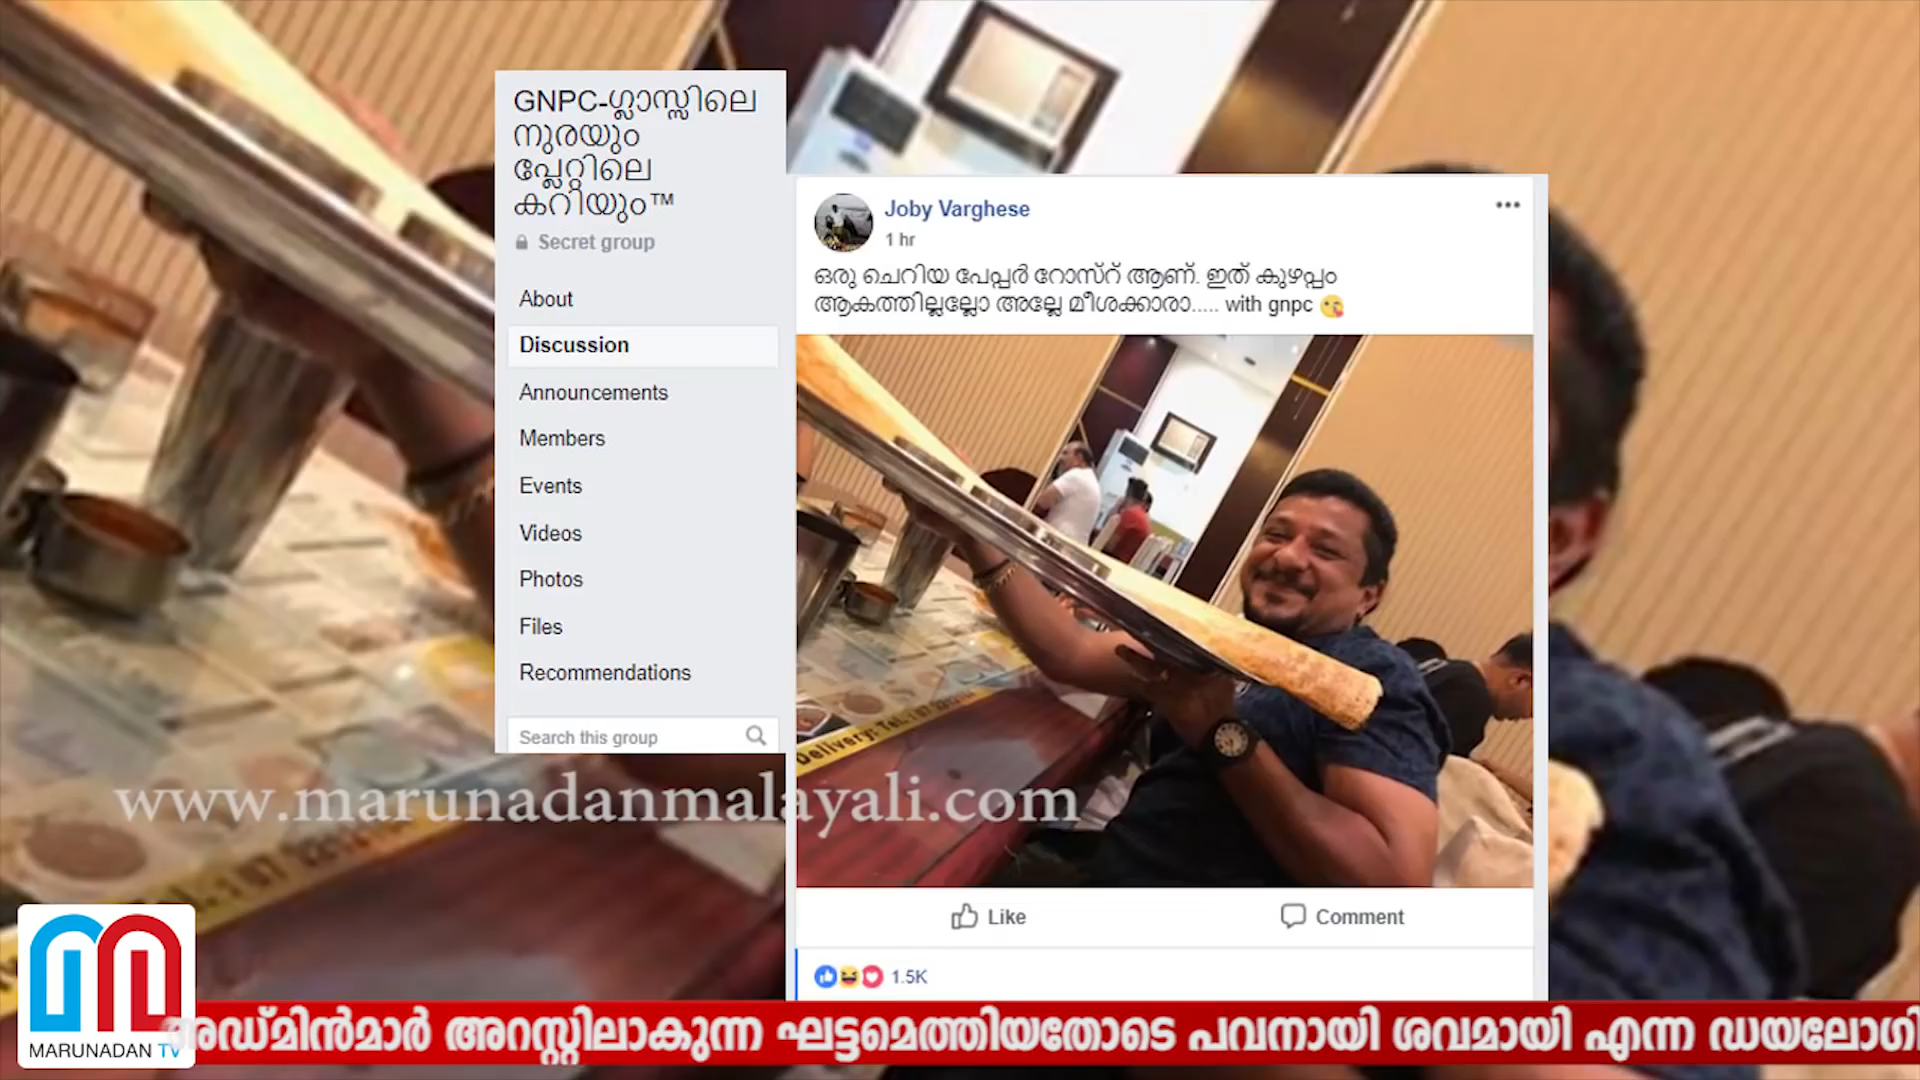 GNPC-ഗ്ലാസ്സിലെ
നുരയും
പ്ലേറ്റിലെ
കറിയും™
Secret group
About
Discussion
Announcements
Members
Events
Videos
Photos
Files
Recommendations
Search this group
Joby Varghese
1 hr
ഒരു ചെറിയ പേപ്പർ റോസ്റ് ആണ്. ഇത് കുഴപ്പം
ആകത്തില്ലല്ലോ അല്ലേ മീശക്കാരാ..... with gnpc 😘
Delivery: Tel.
Like
Comment
1.5K
www.marunadanmalayali.com
MARUNADAN TV
അഡ്മിൻമാർ അറസ്റ്റിലാകുന്ന ഘട്ടമെത്തിയതോടെ പവനായി ശവമായി എന്ന ഡയലോഗി